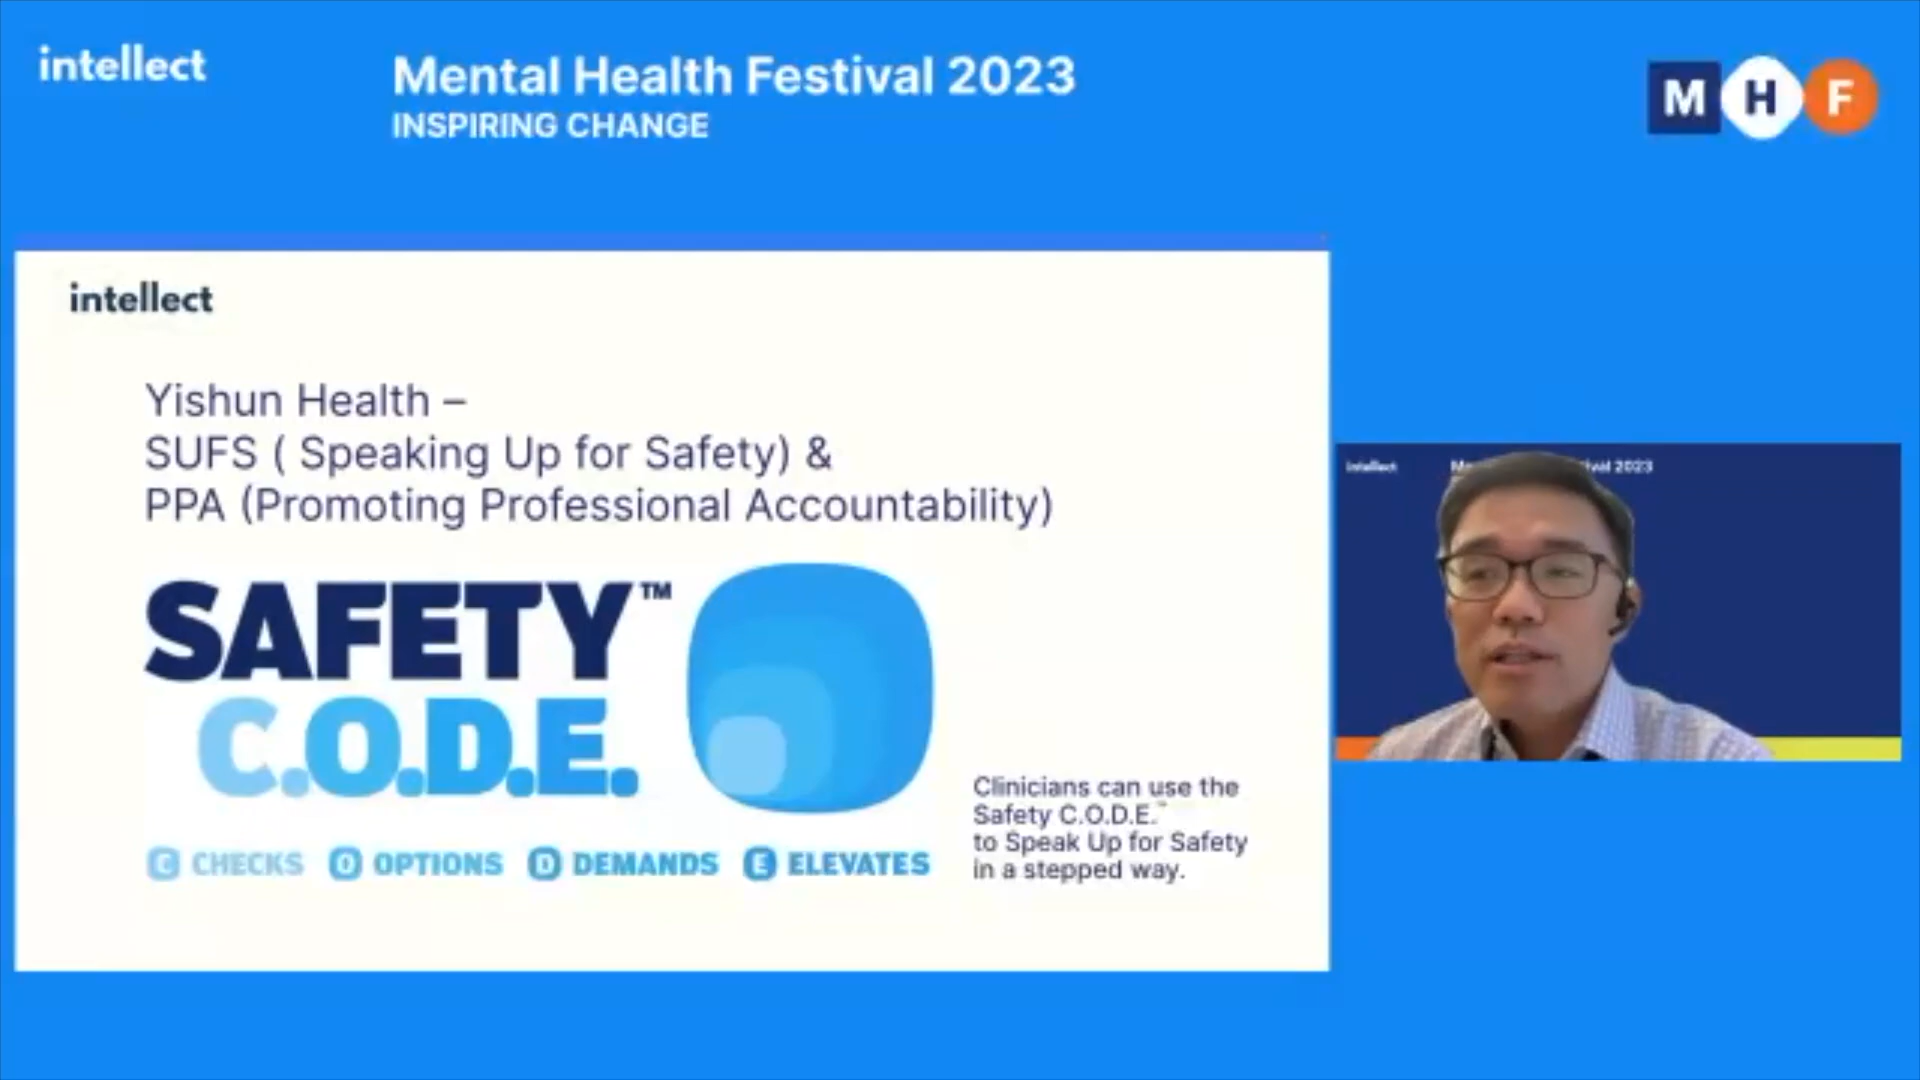 intellect
Mental Health Festival 2023
INSPIRING CHANGE
M H F
intellect
Yishun Health –
SUFS ( Speaking Up for Safety) &
PPA (Promoting Professional Accountability)
SAFETY™
C.O.D.E.
C CHECKS O OPTIONS D DEMANDS E ELEVATES
Clinicians can use the
Safety C.O.D.E.™
to Speak Up for Safety
in a stepped way.
intellect
2023